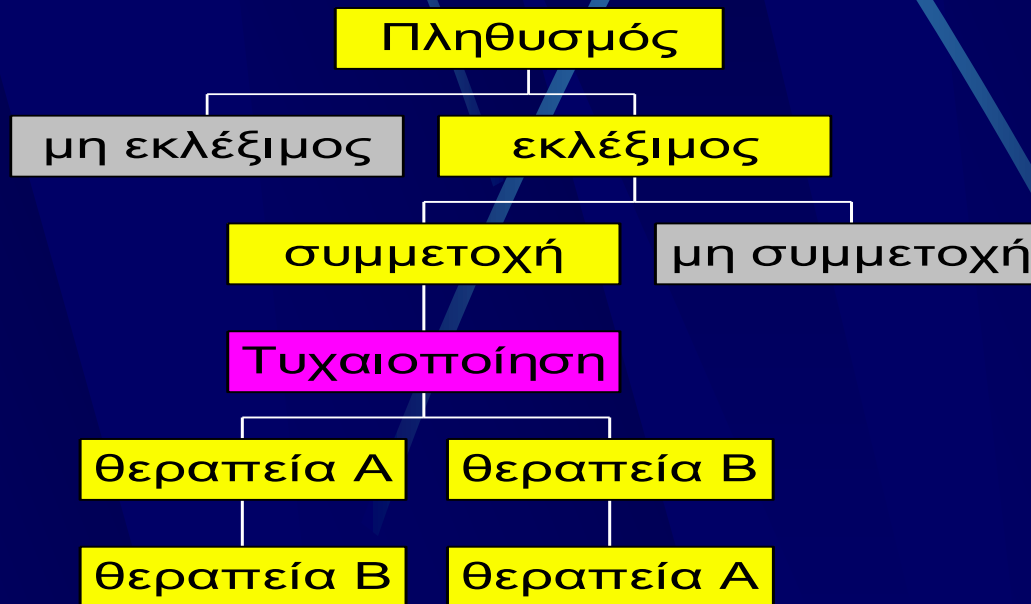 Πληθυσμός
μη εκλέξιμος
εκλέξιμος
συμμετοχή
μη συμμετοχή
Τυχαιοποίηση
θεραπεία Α
θεραπεία Β
θεραπεία Β
θεραπεία Α